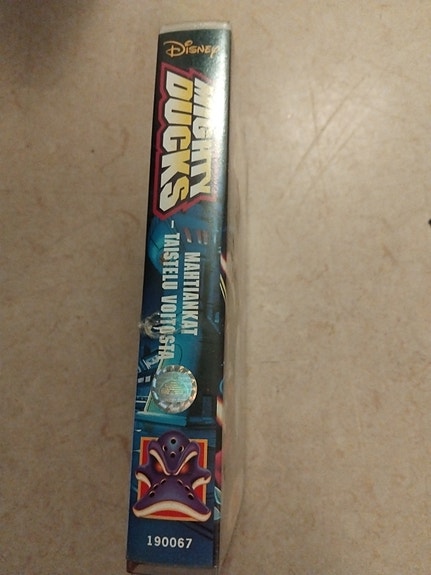 Disney
MIGHTY
DUCKS
MAHTIANKAT
- TAISTELU VOITOSTA
190067